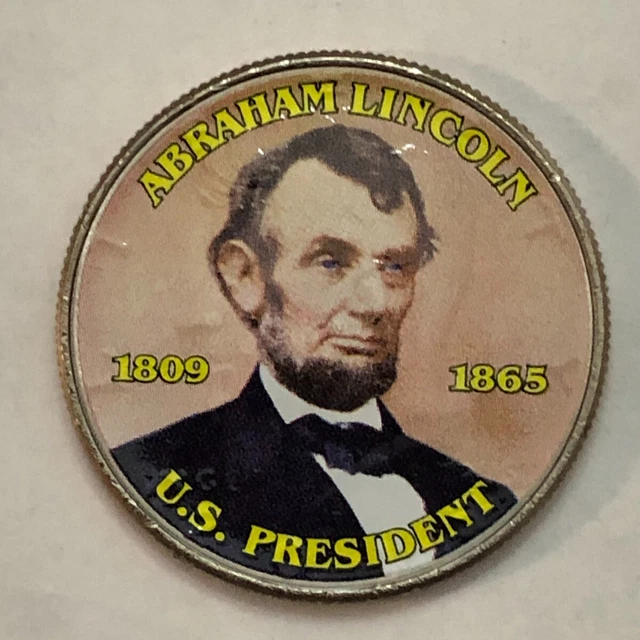 ABRAHAM LINCOLN
1809
1865
U.S. PRESIDENT